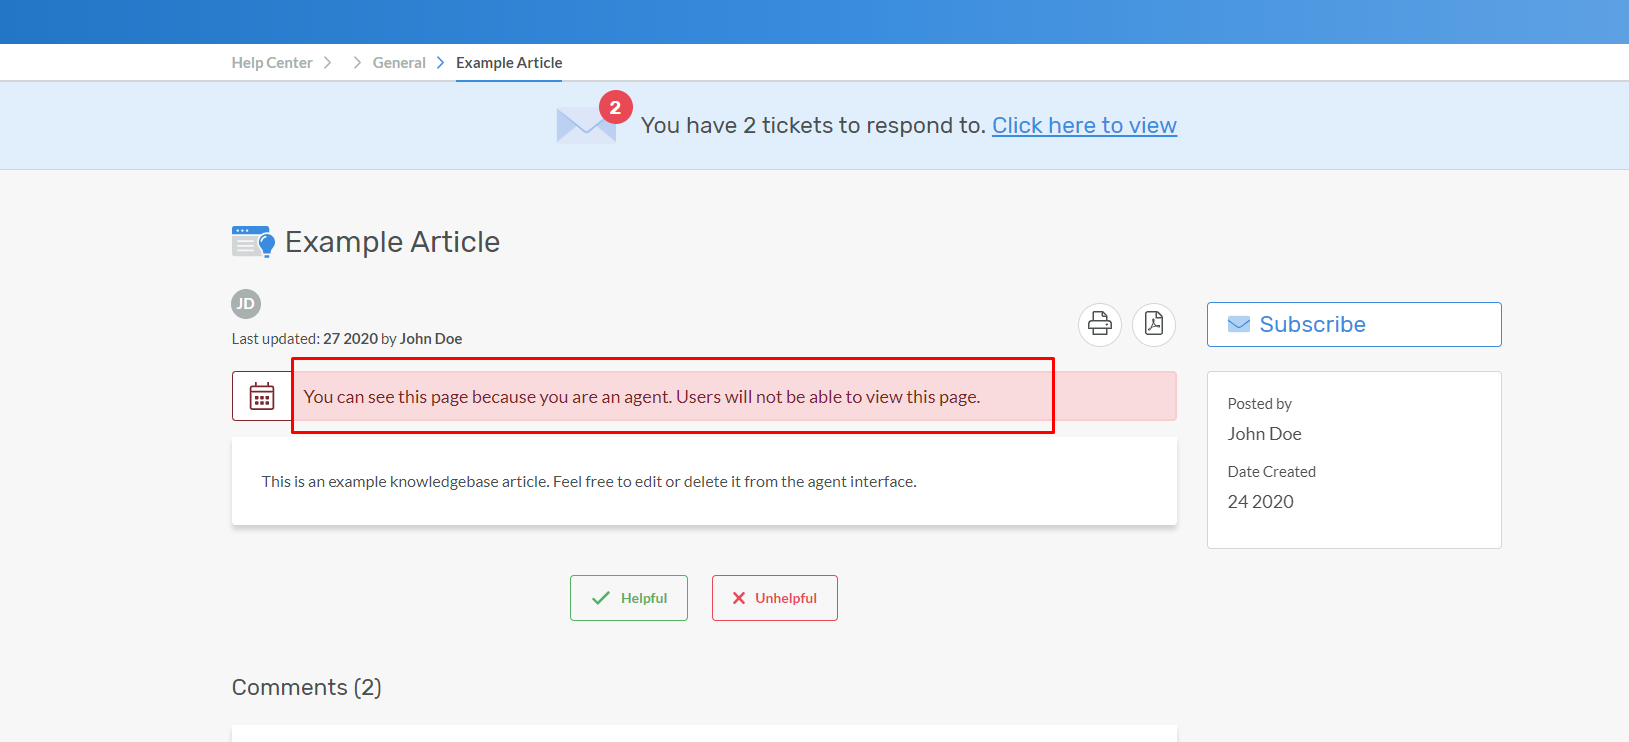 Help Center General Example Article
2
You have 2 tickets to respond to. Click here to view
Example Article
JD
Last updated: 27 2020 by John Doe
Subscribe
You can see this page because you are an agent. Users will not be able to view this page.
This is an example knowledgebase article. Feel free to edit or delete it from the agent interface.
Posted by
John Doe
Date Created
24 2020
Helpful
Unhelpful
Comments (2)